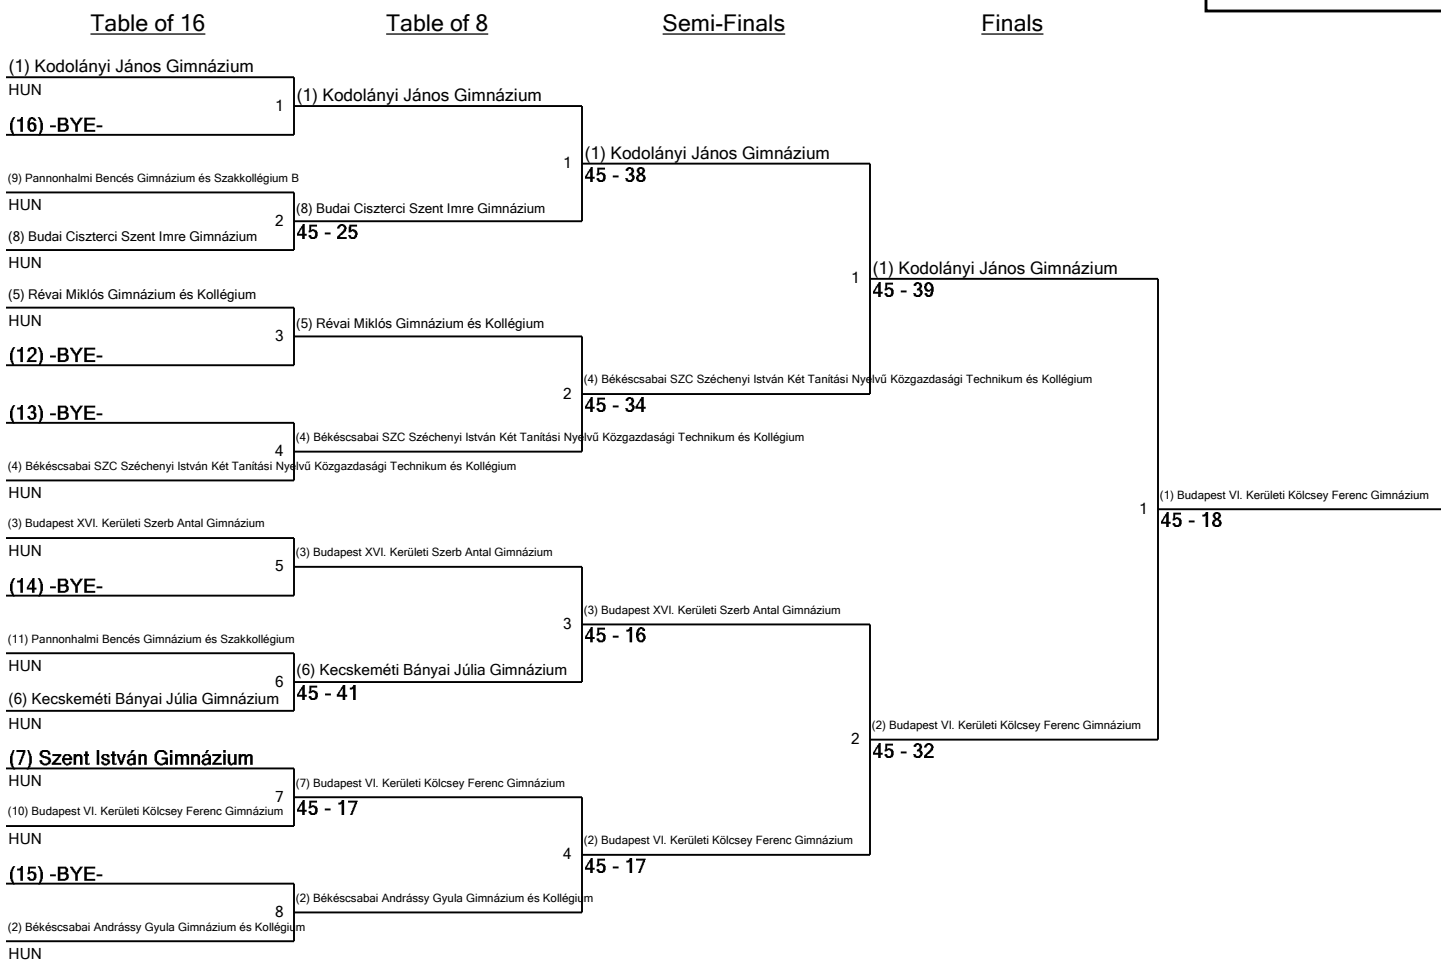 Table of 16
Table of 8
Semi-Finals
Finals
(1) Kodolányi János Gimnázium
HUN
1
(16) -BYE-
(9) Pannonhalmi Bencés Gimnázium és Szakkollégium B
HUN
2
(8) Budai Ciszterci Szent Imre Gimnázium
HUN
(5) Révai Miklós Gimnázium és Kollégium
HUN
3
(12) -BYE-
(13) -BYE-
4
(4) Békéscsabai SZC Széchenyi István Két Tanítási Nyelvű Közgazdasági Technikum és Kollégium
HUN
(3) Budapest XVI. Kerületi Szerb Antal Gimnázium
HUN
5
(14) -BYE-
(11) Pannonhalmi Bencés Gimnázium és Szakkollégium
HUN
6
(6) Kecskeméti Bányai Júlia Gimnázium
HUN
(7) Szent István Gimnázium
HUN
7
(10) Budapest VI. Kerületi Kölcsey Ferenc Gimnázium
HUN
(15) -BYE-
8
(2) Békéscsabai Andrássy Gyula Gimnázium és Kollégium
HUN
(1) Kodolányi János Gimnázium
1
(8) Budai Ciszterci Szent Imre Gimnázium
45 - 25
(5) Révai Miklós Gimnázium és Kollégium
2
(4) Békéscsabai SZC Széchenyi István Két Tanítási Nyelvű Közgazdasági Technikum és Kollégium
(3) Budapest XVI. Kerületi Szerb Antal Gimnázium
3
(6) Kecskeméti Bányai Júlia Gimnázium
45 - 41
(7) Budapest VI. Kerületi Kölcsey Ferenc Gimnázium
45 - 17
4
(2) Békéscsabai Andrássy Gyula Gimnázium és Kollégium
(1) Kodolányi János Gimnázium
45 - 38
1
(4) Békéscsabai SZC Széchenyi István Két Tanítási Nyelvű Közgazdasági Technikum és Kollégium
45 - 34
(3) Budapest XVI. Kerületi Szerb Antal Gimnázium
45 - 16
2
(2) Budapest VI. Kerületi Kölcsey Ferenc Gimnázium
45 - 17
(1) Kodolányi János Gimnázium
45 - 39
1
(2) Budapest VI. Kerületi Kölcsey Ferenc Gimnázium
45 - 32
(1) Budapest VI. Kerületi Kölcsey Ferenc Gimnázium
45 - 18